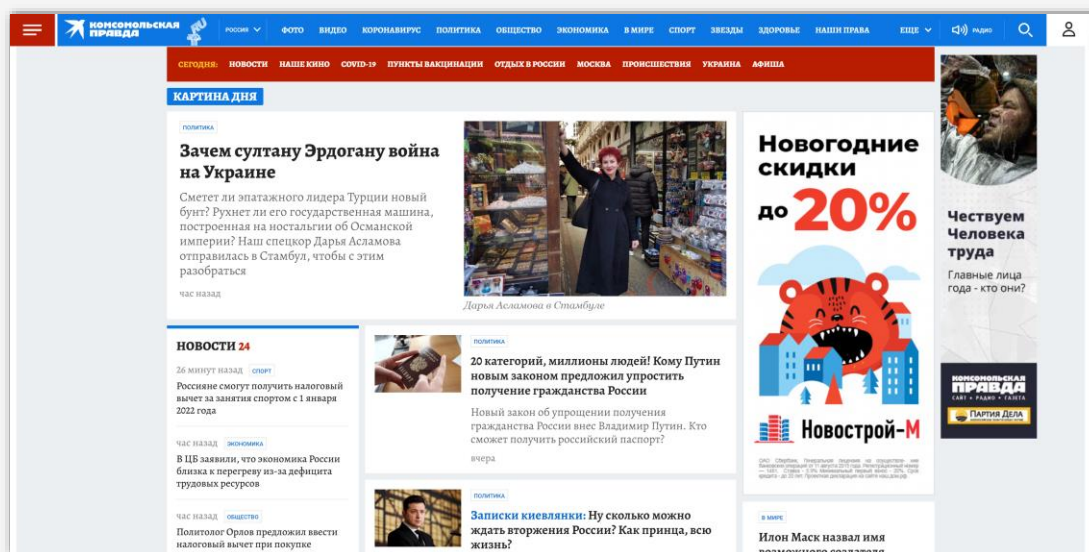 КОМСОМОЛЬСКАЯ
ПРАВДА
РОССИЯ
ФОТО ВИДЕО КОРОНАВИРУС ПОЛИТИКА ОБЩЕСТВО ЭКОНОМИКА В МИРЕ СПОРТ ЗВЕЗДЫ ЗДОРОВЬЕ НАШИ ПРАВА ЕЩЕ РАДИО
СЕГОДНЯ: НОВОСТИ НАШЕ КИНО COVID-19 ПУНКТЫ ВАКЦИНАЦИИ ОТДЫХ В РОССИИ МОСКВА ПРОИСШЕСТВИЯ УКРАИНА АФИША
КАРТИНА ДНЯ
ПОЛИТИКА
Зачем султану Эрдогану война
на Украине
Сметет ли эпатажного лидера Турции новый
бунт? Рухнет ли его государственная машина,
построенная на ностальгии об Османской
империи? Наш спецкор Дарья Асламова
отправилась в Стамбул, чтобы с этим
разобраться
час назад
Дарья Асламова в Стамбуле
НОВОСТИ 24
26 минут назад СПОРТ
Россияне смогут получить налоговый
вычет за занятия спортом с 1 января
2022 года
час назад ЭКОНОМИКА
В ЦБ заявили, что экономика России
близка к перегреву из-за дефицита
трудовых ресурсов
час назад ОБЩЕСТВО
Политолог Орлов предложил ввести
налоговый вычет при покупке
ПОЛИТИКА
20 категорий, миллионы людей! Кому Путин
новым законом предложил упростить
получение гражданства России
Новый закон об упрощении получения
гражданства России внес Владимир Путин. Кто
сможет получить российский паспорт?
вчера
ПОЛИТИКА
Записки киевлянки: Ну сколько можно
ждать вторжения России? Как принца, всю
жизнь?
Новогодние
скидки
до 20%
Новострой-М
В МИРЕ
Илон Маск назвал имя
возможного создателя
Чествуем
Человека
труда
Главные лица
года - кто они?
КОМСОМОЛЬСКАЯ
ПРАВДА
САЙТ • РАДИО • ГАЗЕТА
ПАРТИЯ ДЕЛА